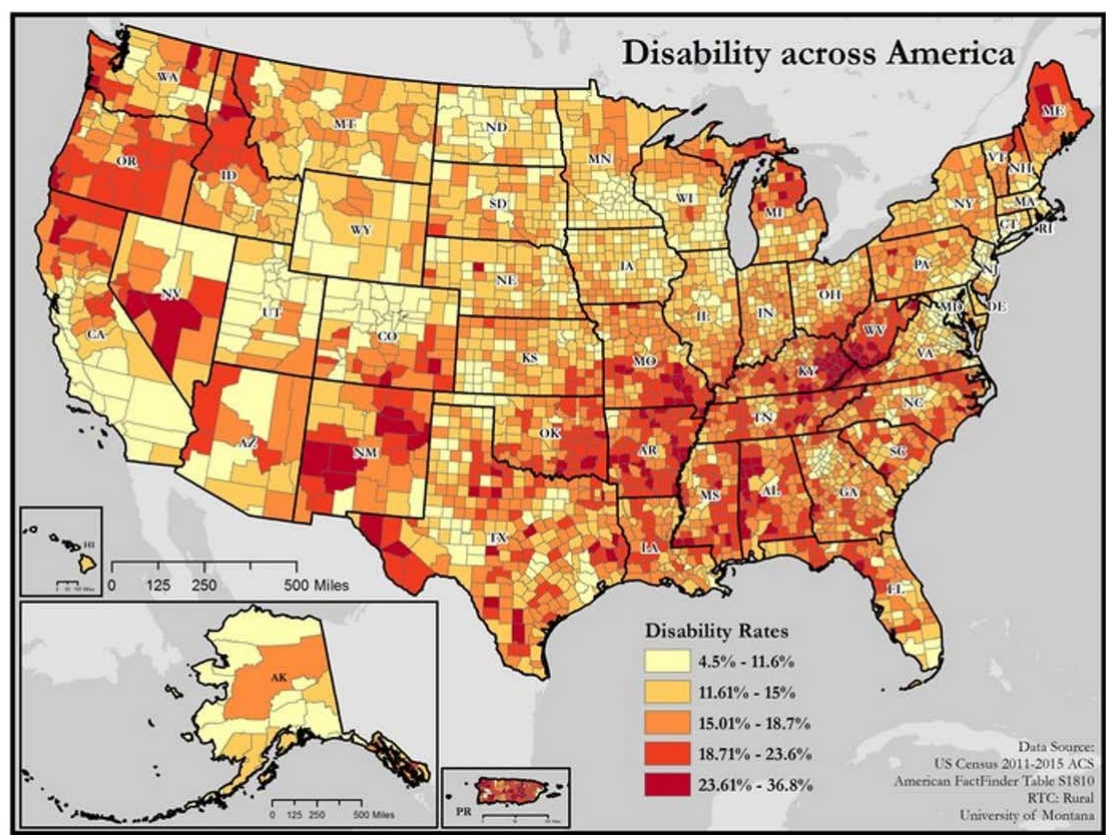 Disability across America
WA
MT
ND
MN
ME
OR
ID
SD
WI
VT
NH
WY
MI
NY
MA
CT
RI
NV
NE
IA
PA
NJ
UT
CO
IL
IN
OH
MD
DE
CA
KS
MO
WV
VA
KY
AZ
NM
OK
AR
TN
NC
SC
MS
AL
GA
TX
LA
FL
HI
0 125 250 500 Miles
AK
0 125 250 500 Miles
PR
Disability Rates
4.5% - 11.6%
11.61% - 15%
15.01% - 18.7%
18.71% - 23.6%
23.61% - 36.8%
Data Source:
US Census 2011-2015 ACS
American FactFinder Table S1810
RTC: Rural
University of Montana